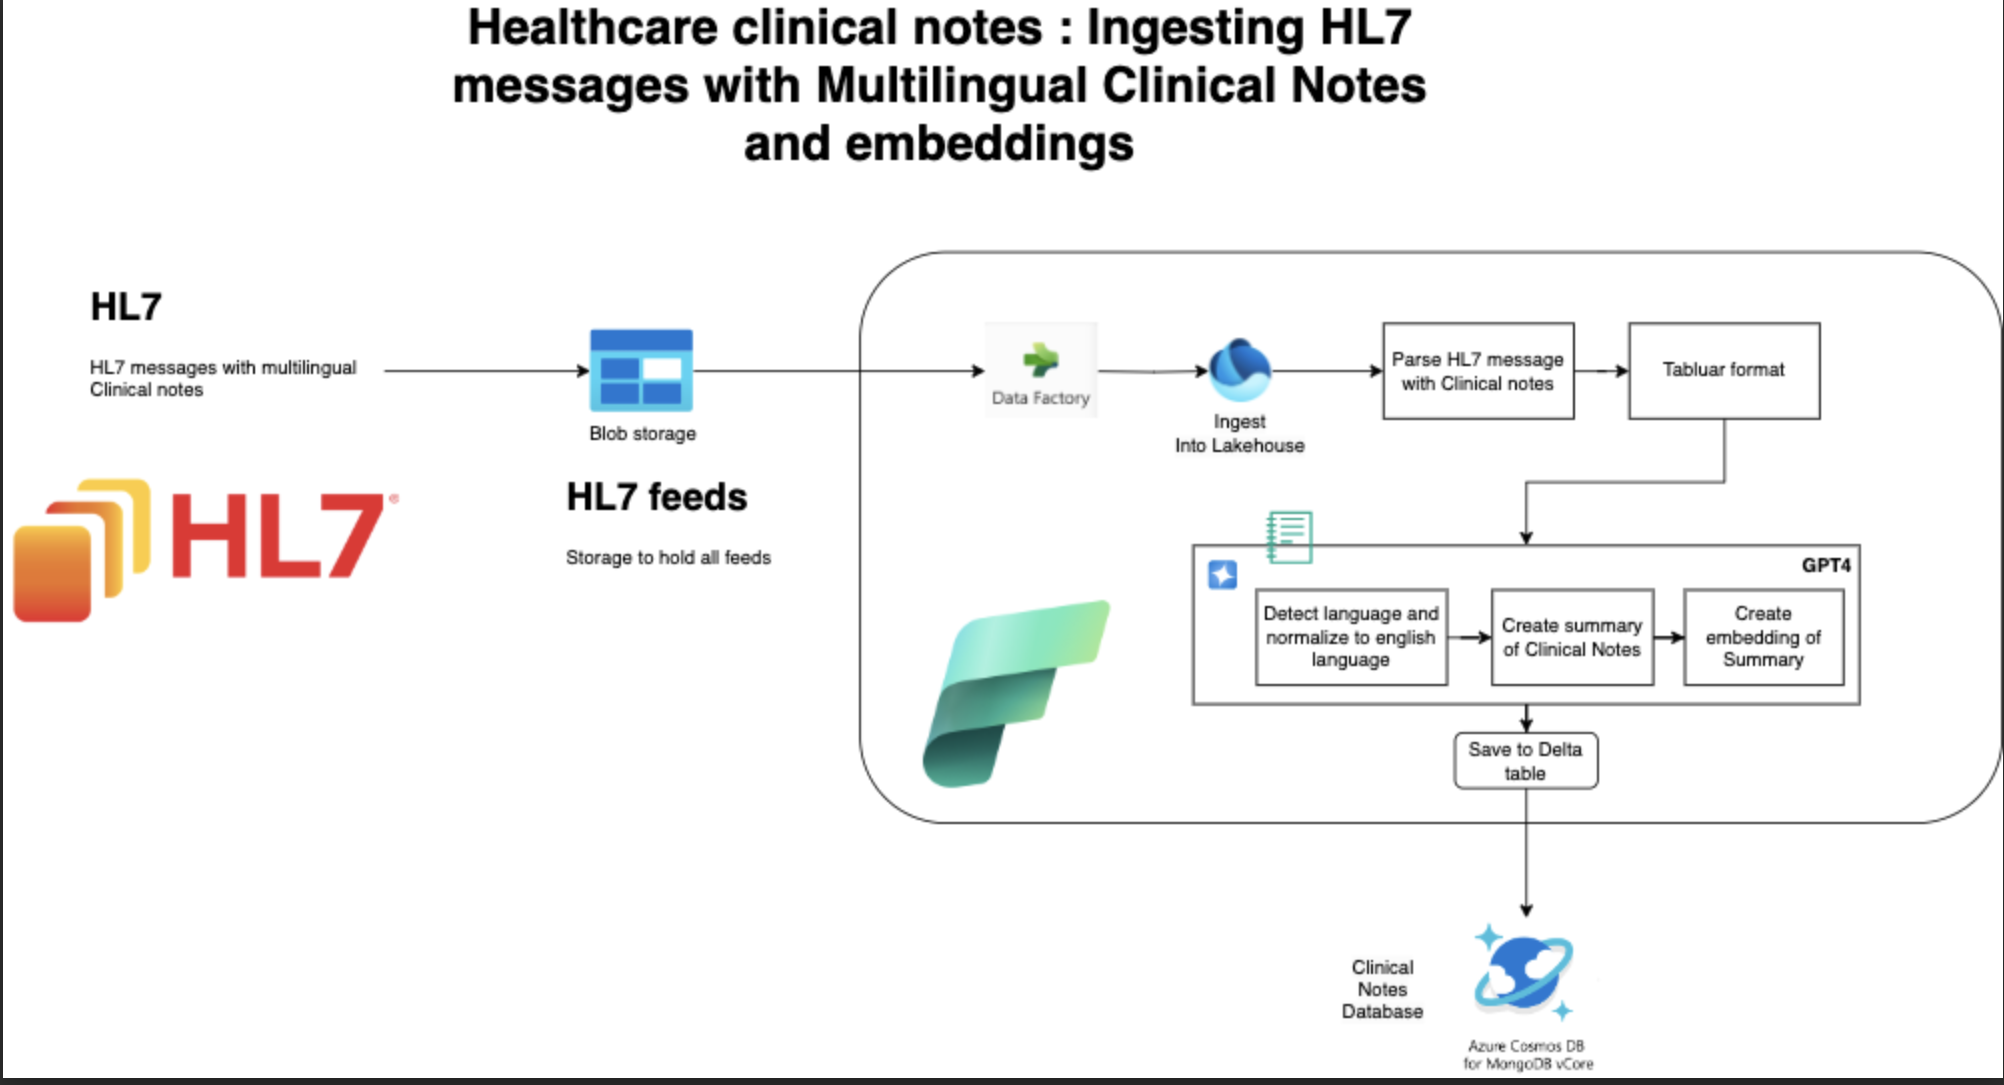 Healthcare clinical notes : Ingesting HL7
messages with Multilingual Clinical Notes
and embeddings
HL7
HL7 messages with multilingual
Clinical notes
HL7®
Blob storage
HL7 feeds
Storage to hold all feeds
Data Factory
Ingest
Into Lakehouse
Parse HL7 message
with Clinical notes
Tabluar format
GPT4
Detect language and
normalize to english
language
Create summary
of Clinical Notes
Create
embedding of
Summary
Save to Delta
table
Clinical
Notes
Database
Azure Cosmos DB
for MongoDB vCore